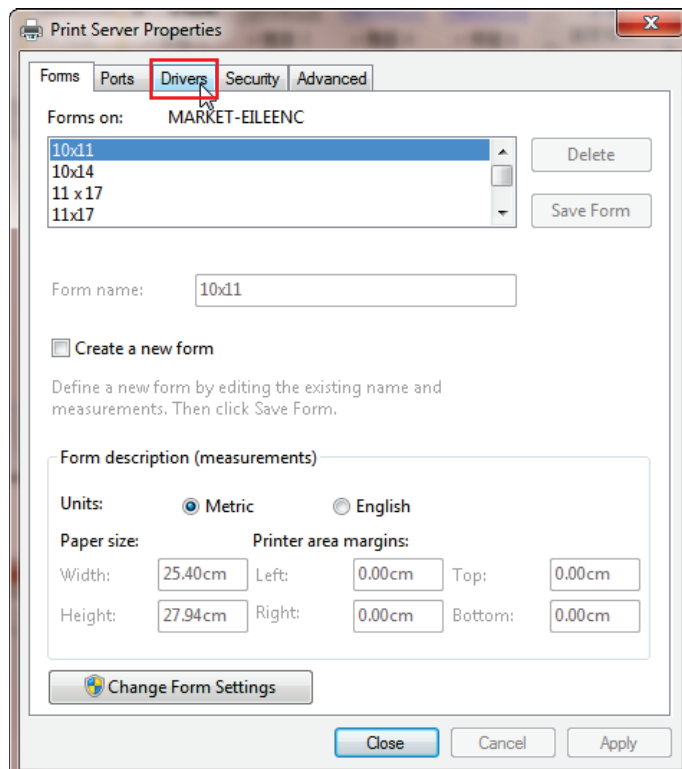 Print Server Properties
Forms Ports Drivers Security Advanced
Forms on: MARKET-EILEENC
10x11
10x14
11 x 17
11x17
Delete
Save Form
Form name: 10x11
Create a new form
Define a new form by editing the existing name and
measurements. Then click Save Form.
Form description (measurements)
Units: Metric English
Paper size: Printer area margins:
Width: 25.40cm Left: 0.00cm Top: 0.00cm
Height: 27.94cm Right: 0.00cm Bottom: 0.00cm
Change Form Settings
Close Cancel Apply